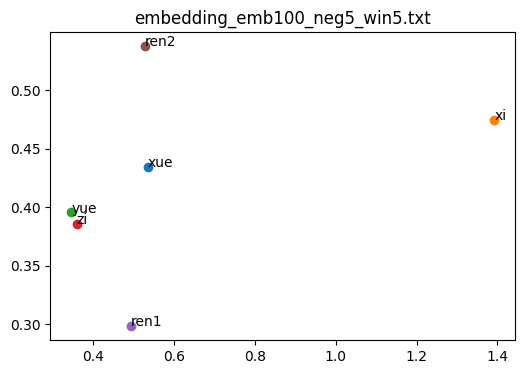 embedding_emb100_neg5_win5.txt
ren2
xi
xue
yue
zi
ren1
0.50
0.45
0.40
0.35
0.30
0.4 0.6 0.8 1.0 1.2 1.4